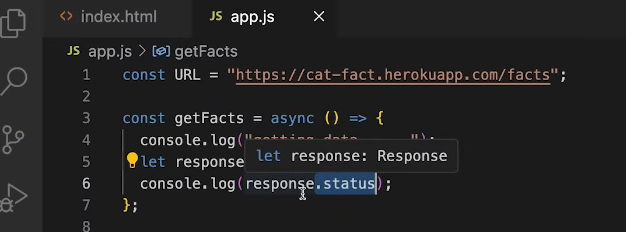 <> index.html JS app.js ×
JS app.js > getFacts
1 const URL = "https://cat-fact.herokuapp.com/facts";
2
3 const getFacts = async () => {
4 console.log("getting data .....");
5 let response
let response: Response
6 console.log(response.status);
7 };
8